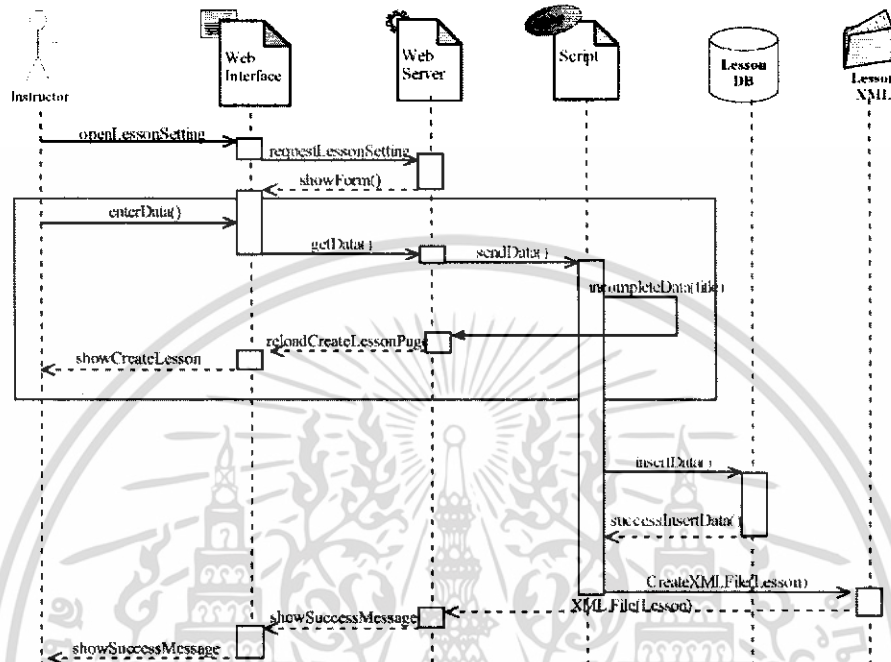 Instructor
Web
Interface
Web
Server
Script
Lesson
DB
Lesson
XML
openLessonSetting
requestLessonSetting
showForm()
enterData()
getData()
sendData()
incompleteData(title)
reloadCreateLessonPage
showCreateLesson
insertData()
successInsertData()
CreateXMLFile(Lesson)
XMLFile(Lesson)
showSuccessMessage
showSuccessMessage